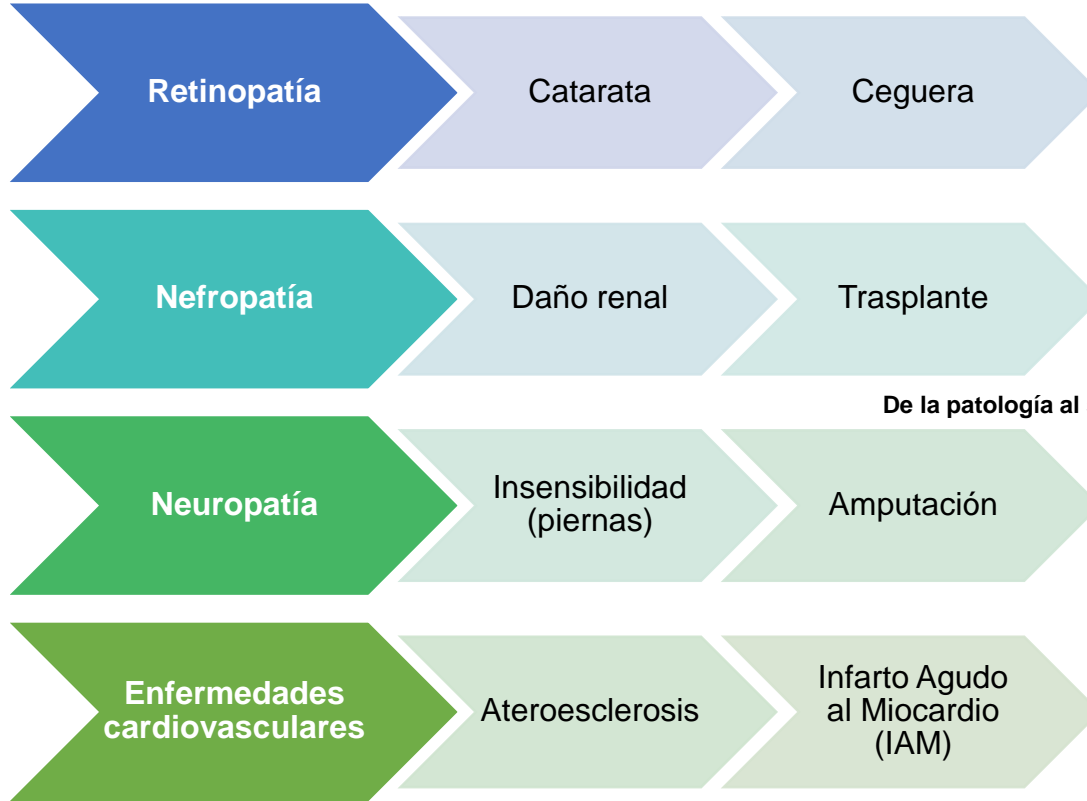 Retinopatía
Catarata
Ceguera
Nefropatía
Daño renal
Trasplante
De la patología al
Neuropatía
Insensibilidad
(piernas)
Amputación
Enfermedades
cardiovasculares
Ateroesclerosis
Infarto Agudo
al Miocardio
(IAM)